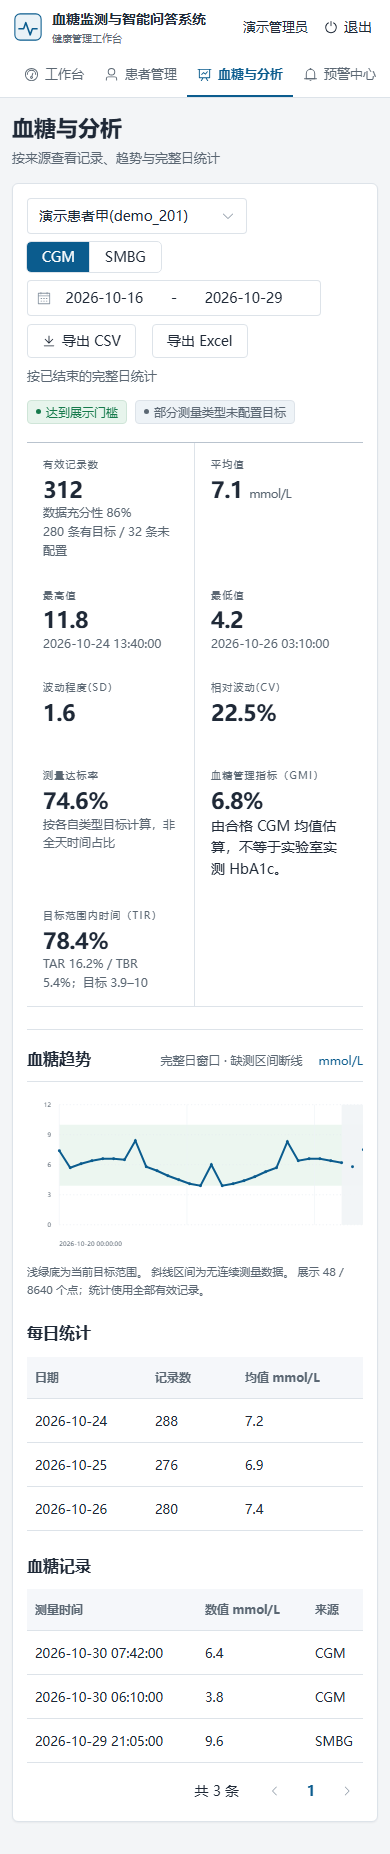 血糖监测与智能问答系统
健康管理工作台
演示管理员
退出
工作台
患者管理
血糖与分析
预警中心
血糖与分析
按来源查看记录、趋势与完整日统计
演示患者甲(demo_201)
CGM
SMBG
2026-10-16 - 2026-10-29
导出 CSV
导出 Excel
按已结束的完整日统计
达到展示门槛
部分测量类型未配置目标
有效记录数
312
数据充分性 86%
280 条有目标 / 32 条未
配置
平均值
7.1 mmol/L
最高值
11.8
2026-10-24 13:40:00
最低值
4.2
2026-10-26 03:10:00
波动程度(SD)
1.6
相对波动(CV)
22.5%
测量达标率
74.6%
按各自类型目标计算，非
全天时间占比
血糖管理指标（GMI）
6.8%
由合格 CGM 均值估
算，不等于实验室实
测 HbA1c。
目标范围内时间（TIR）
78.4%
TAR 16.2% / TBR
5.4%；目标 3.9–10
血糖趋势
完整日窗口 · 缺测区间断线
mmol/L
12
9
6
3
0
2026-10-20 00:00:00
浅绿底为当前目标范围。 斜线区间为无连续测量数据。 展示 48 /
8640 个点；统计使用全部有效记录。
每日统计
日期 记录数 均值 mmol/L
2026-10-24 288 7.2
2026-10-25 276 6.9
2026-10-26 280 7.4
血糖记录
测量时间 数值 mmol/L 来源
2026-10-30 07:42:00 6.4 CGM
2026-10-30 06:10:00 3.8 CGM
2026-10-29 21:05:00 9.6 SMBG
共 3 条
1